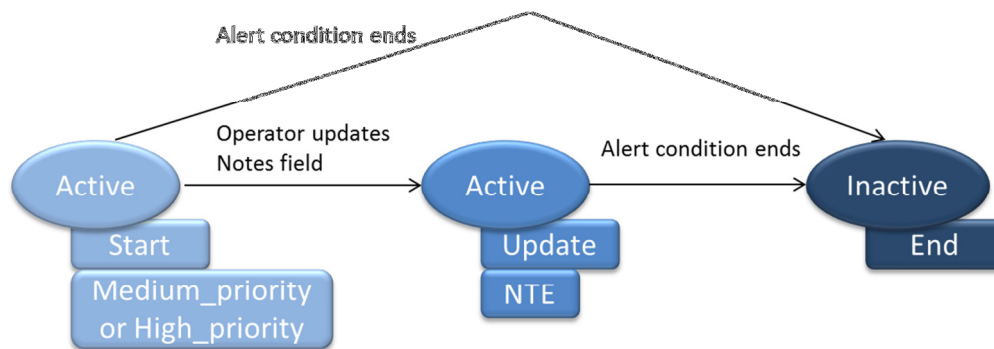 Alert condition ends
Operator updates
Notes field
Alert condition ends
Active
Active
Inactive
Start
Update
End
Medium_priority
or High_priority
NTE